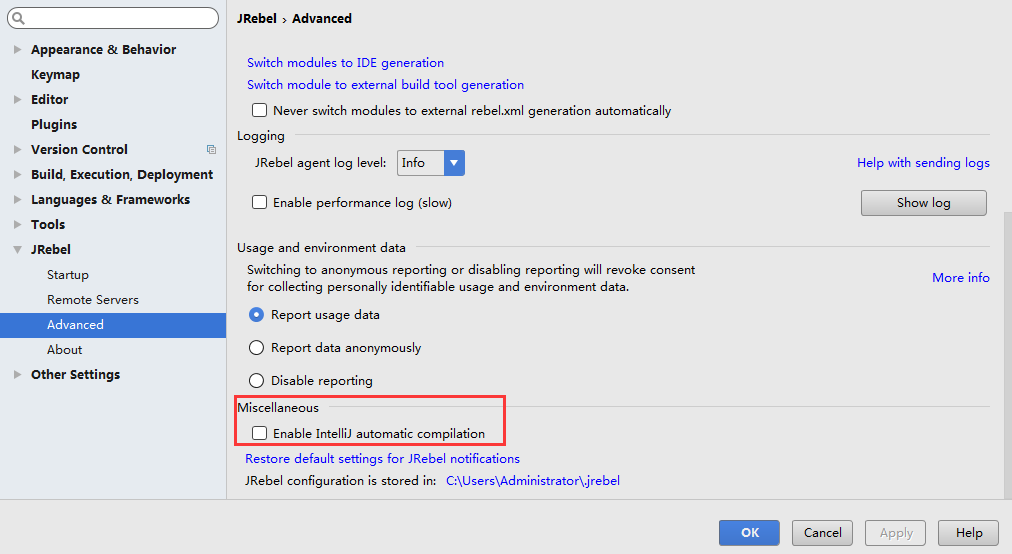 JRebel › Advanced
Appearance & Behavior
Keymap
Editor
Plugins
Version Control
Build, Execution, Deployment
Languages & Frameworks
Tools
JRebel
Startup
Remote Servers
Advanced
About
Other Settings
Switch modules to IDE generation
Switch module to external build tool generation
Never switch modules to external rebel.xml generation automatically
Logging
JRebel agent log level: Info
Help with sending logs
Enable performance log (slow)
Show log
Usage and environment data
Switching to anonymous reporting or disabling reporting will revoke consent
for collecting personally identifiable usage and environment data.
More info
Report usage data
Report data anonymously
Disable reporting
Miscellaneous
Enable IntelliJ automatic compilation
Restore default settings for JRebel notifications
JRebel configuration is stored in: C:\Users\Administrator\.jrebel
OK
Cancel
Apply
Help